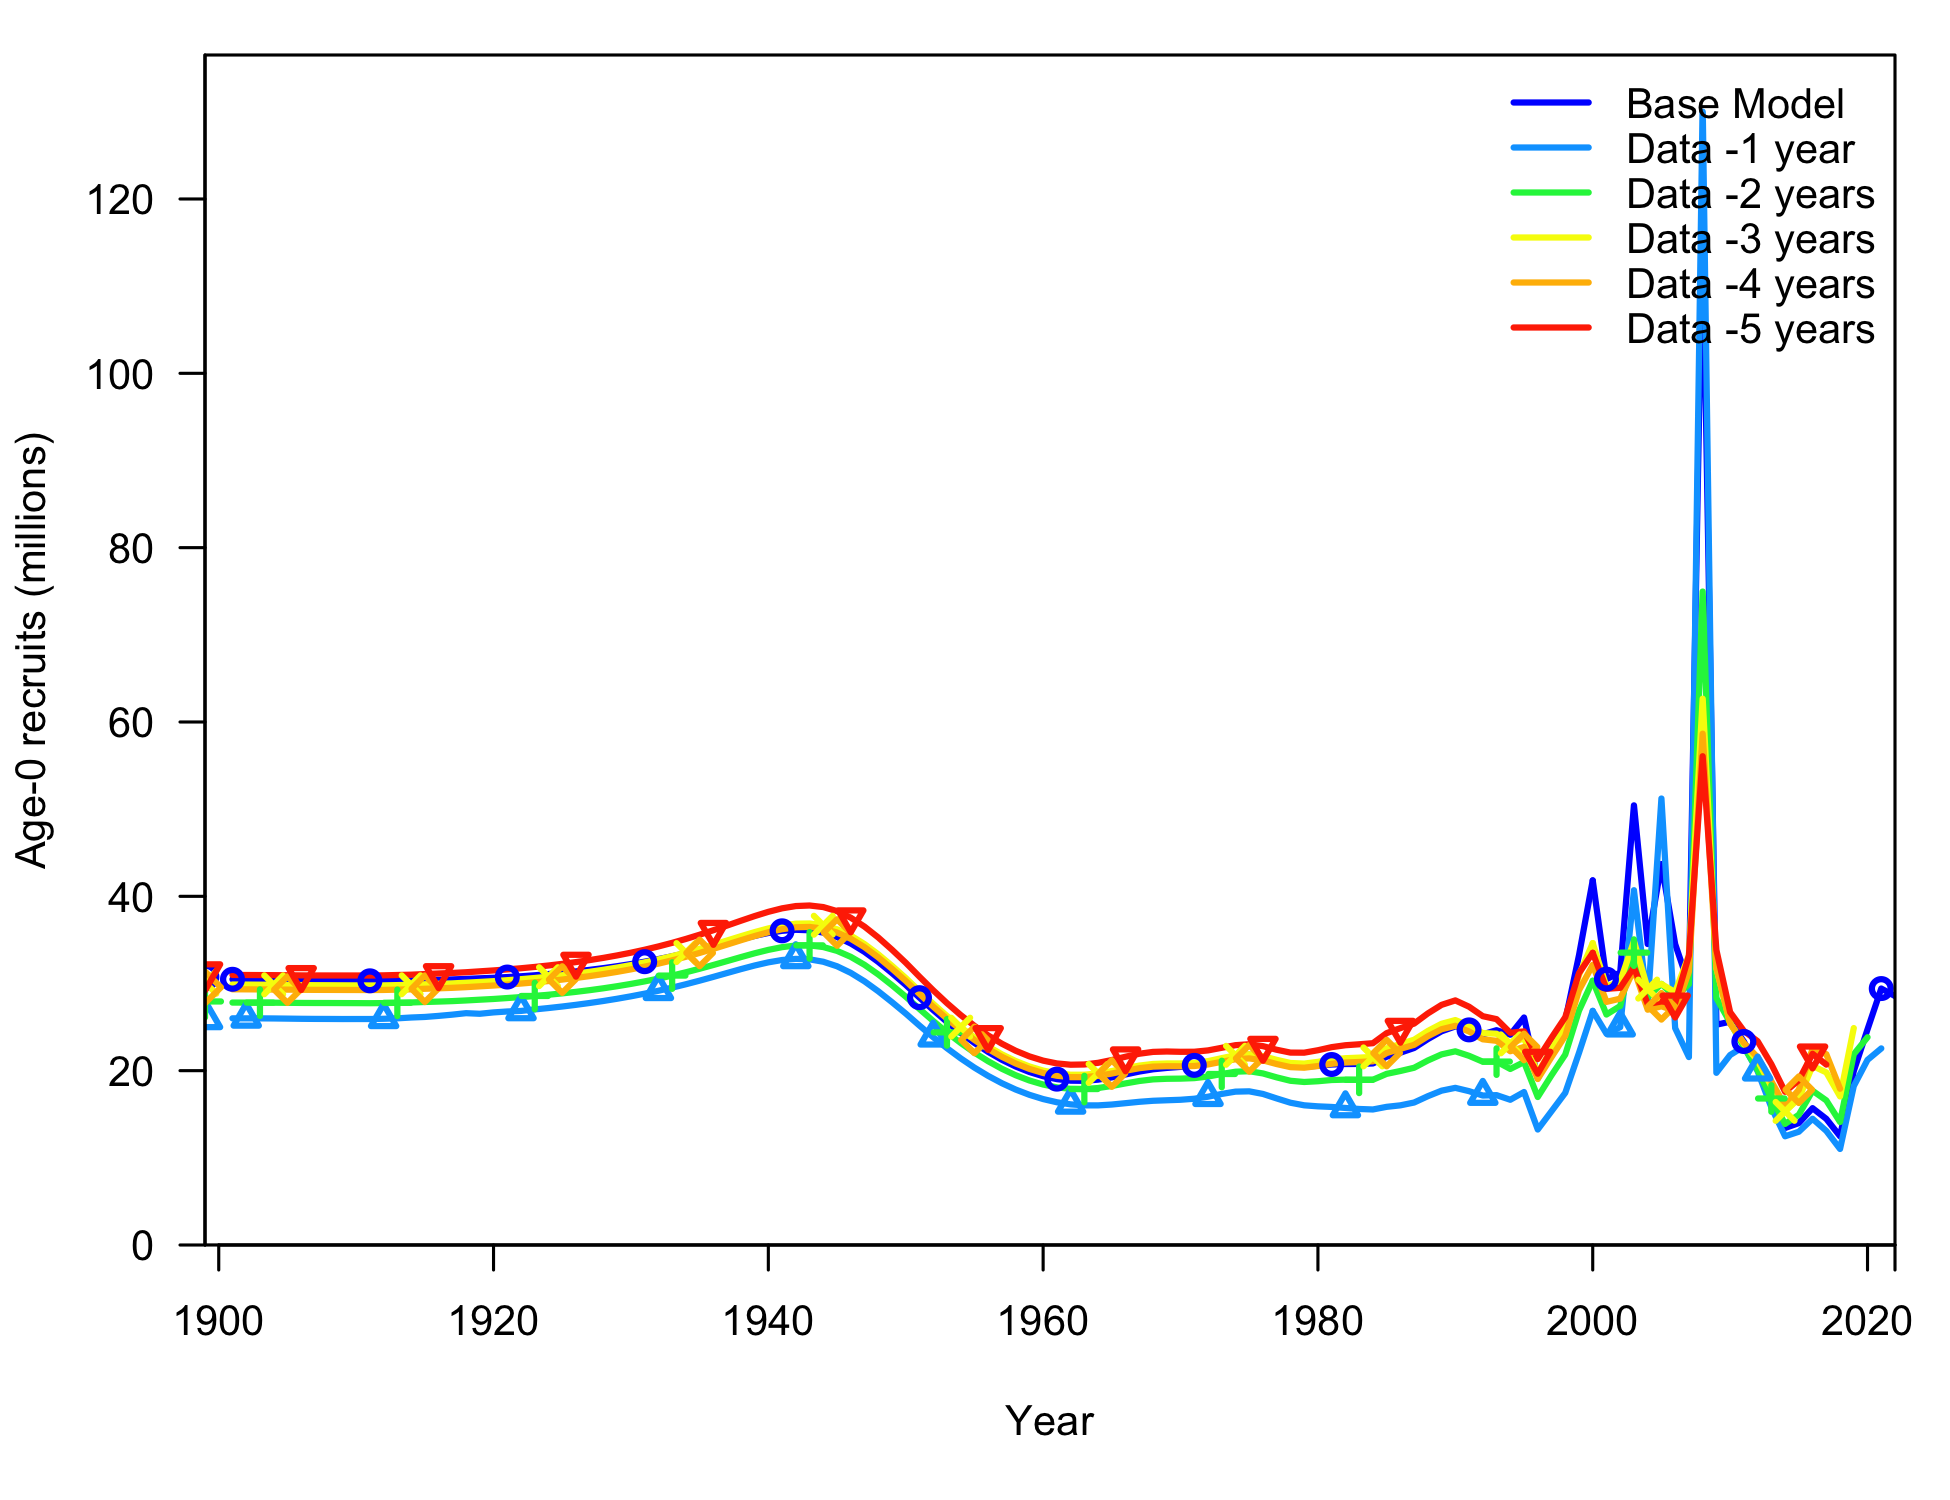 Base Model
Data -1 year
Data -2 years
Data -3 years
Data -4 years
Data -5 years
120
100
80
60
40
20
0
Age-0 recruits (millions)
1900 1920 1940 1960 1980 2000 2020
Year